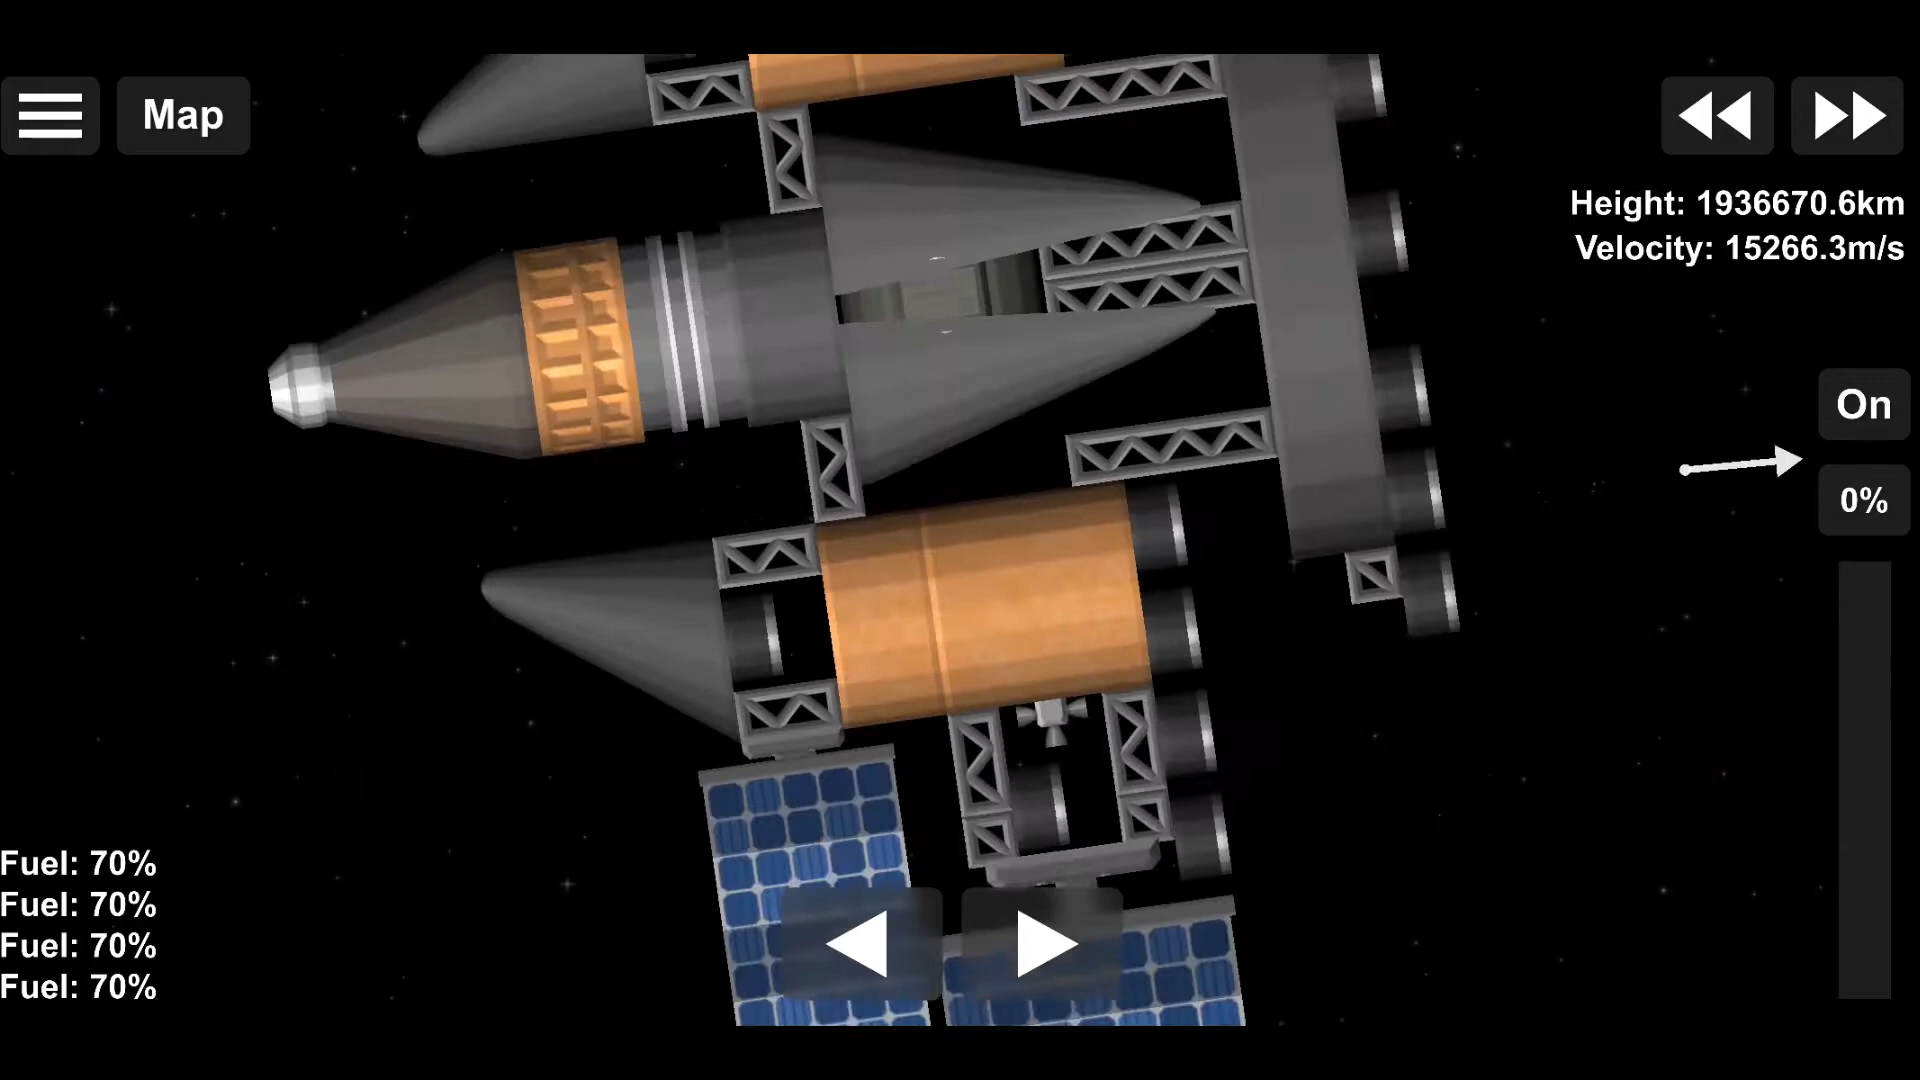 Map
Height: 1936670.6km
Velocity: 15266.3m/s
On
0%
Fuel: 70%
Fuel: 70%
Fuel: 70%
Fuel: 70%